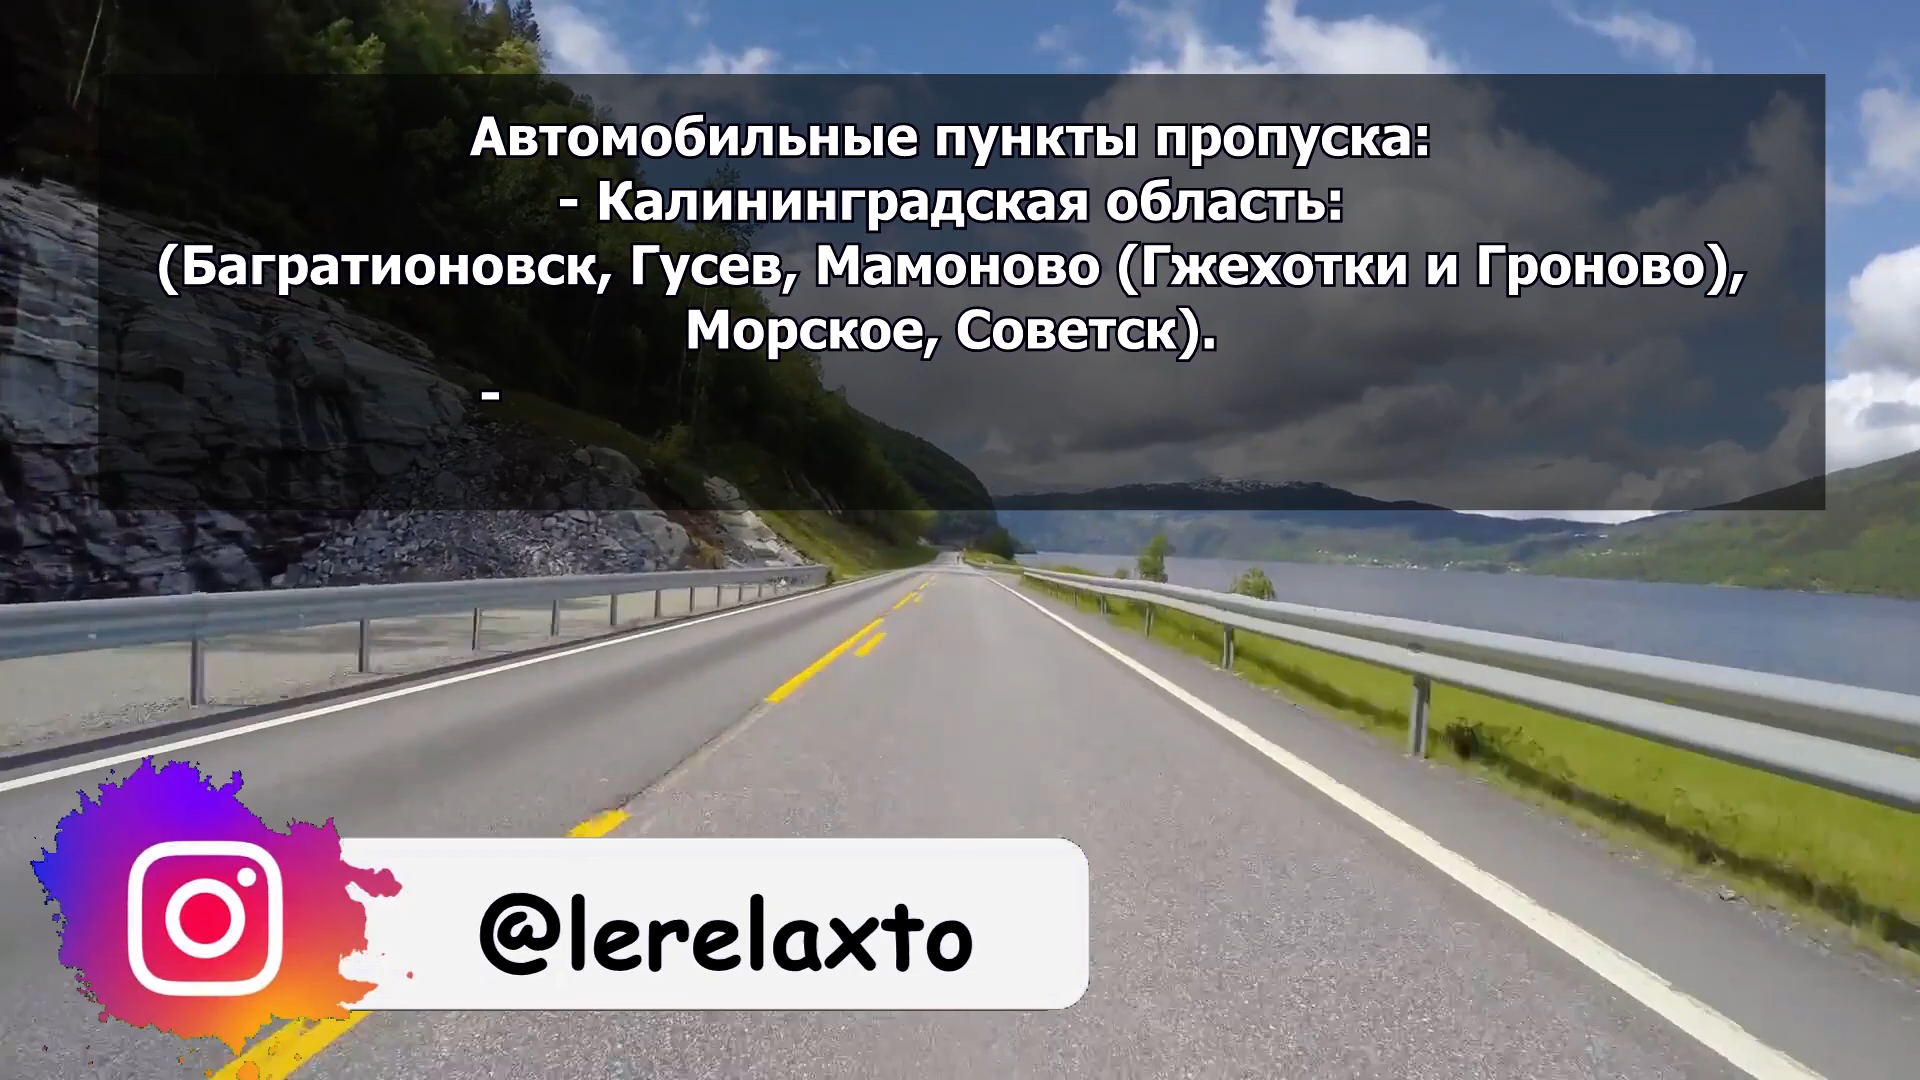 Автомобильные пункты пропуска:
- Калининградская область:
(Багратионовск, Гусев, Мамоново (Гжехотки и Гроново),
Морское, Советск).
-
@lerelaxto